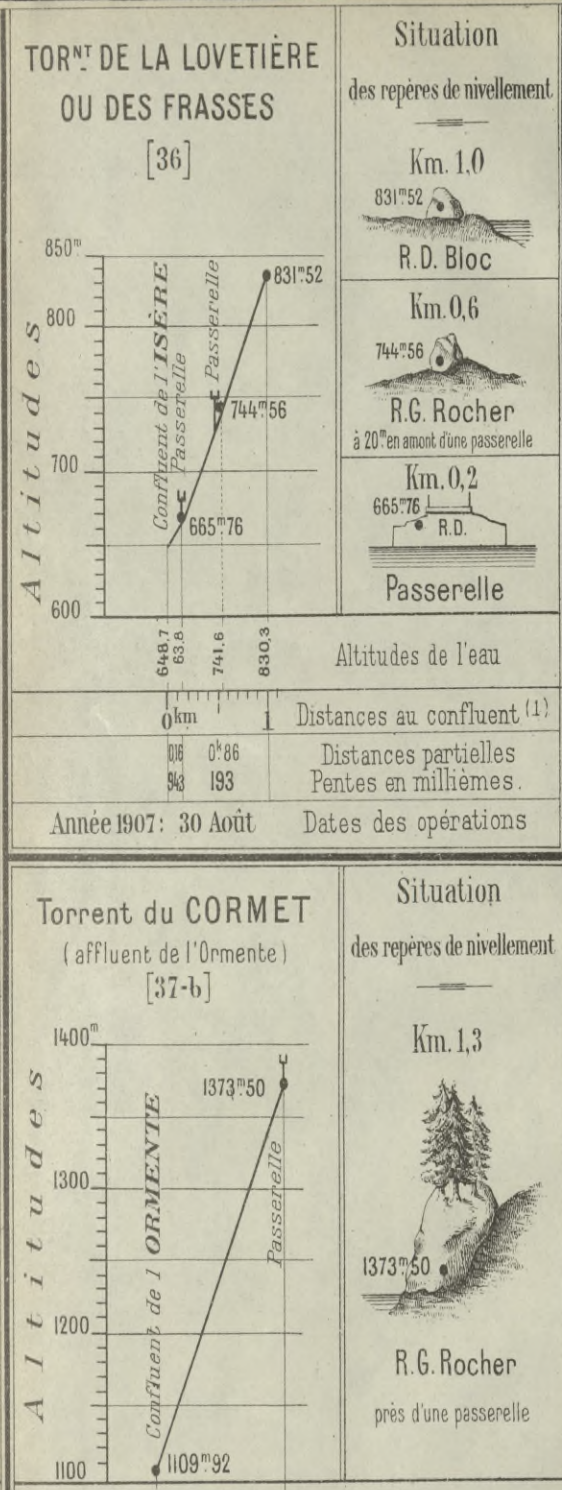 TORNT DE LA LOVETIÈRE
OU DES FRASSES
[36]
Altitudes
850m
800
700
600
Confluent de l'ISÈRE
Passerelle
Passerelle
831m52
744m56
665m76
Situation
des repères de nivellement
Km. 1,0
831m52
R.D. Bloc
Km. 0,6
744m56
R.G. Rocher
à 20m en amont d'une passerelle
Km. 0,2
665m76
R.D.
Passerelle
648.7
63.8
741.6
830.3
Altitudes de l'eau
0km 1 Distances au confluent (1)
0,16 0k86 Distances partielles
943 193 Pentes en millièmes.
Année 1907: 30 Août Dates des opérations
Torrent du CORMET
(affluent de l'Ormente)
[37-b]
Altitudes
1400m
1300
1200
1100
1373m50
Confluent de l ORMENTE
Passerelle
1109m92
Situation
des repères de nivellement
Km. 1,3
1373m50
R.G. Rocher
près d'une passerelle